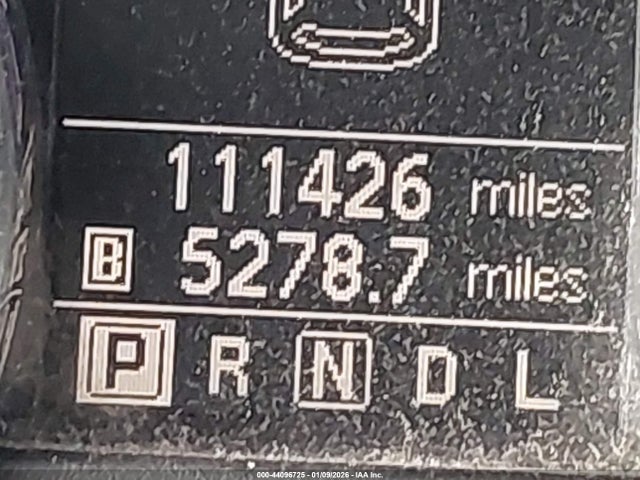 111426 miles
B 5278.7 miles
P R N D L
000-44096725 - 01/09/2026 - IAA Inc.